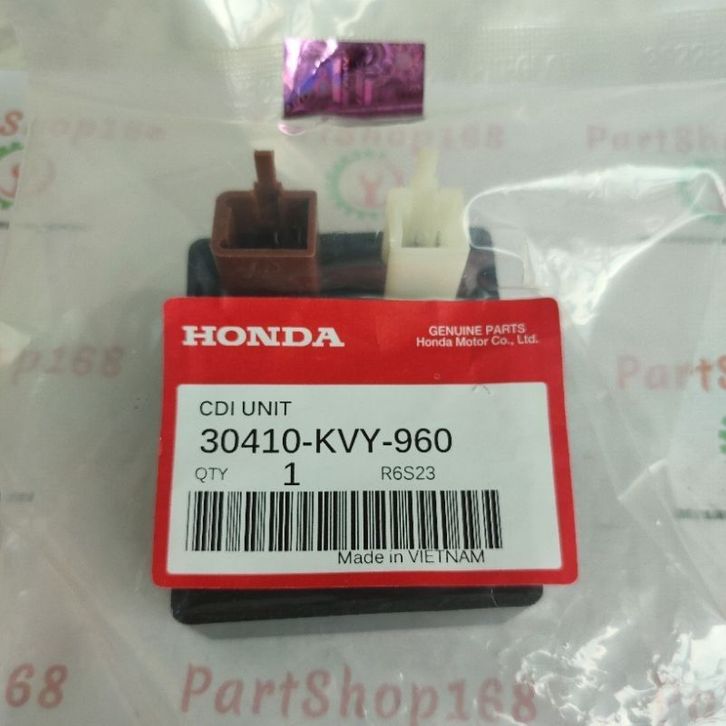 PartShop168
PartShop168
HONDA
GENUINE PARTS
Honda Motor Co., Ltd.
CDI UNIT
30410-KVY-960
QTY 1 R6S23
Made in VIETNAM
PartShop168